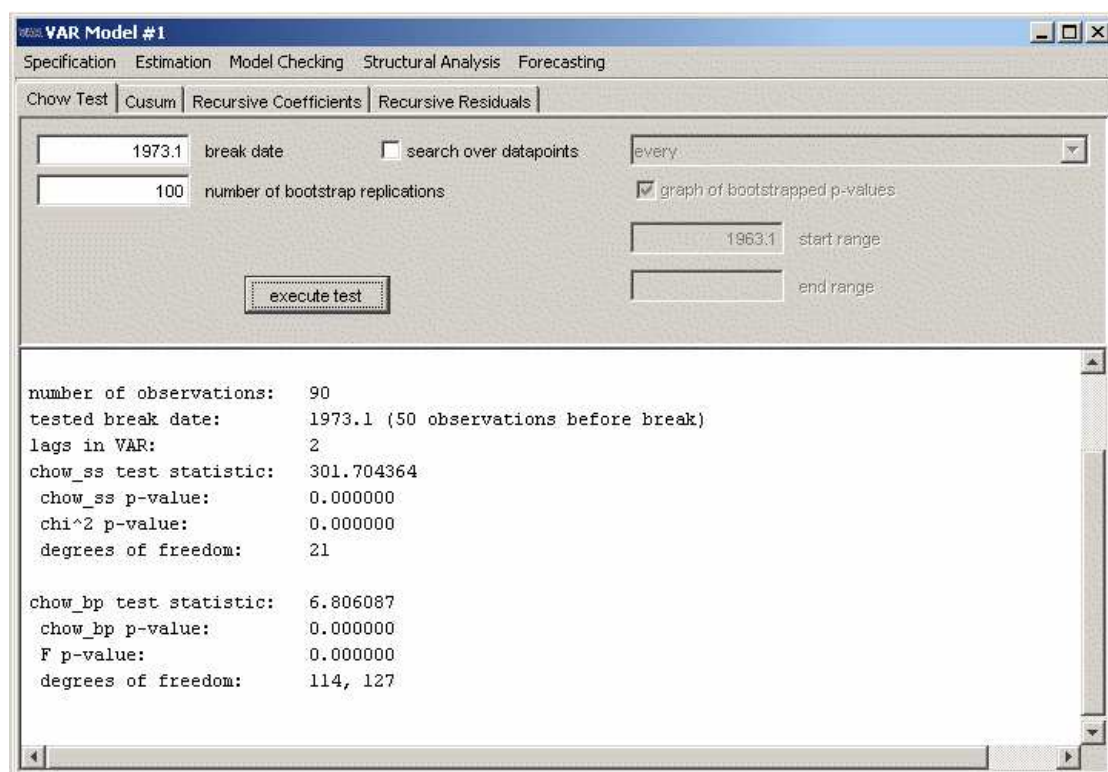 VAR Model #1
Specification Estimation Model Checking Structural Analysis Forecasting
Chow Test Cusum Recursive Coefficients Recursive Residuals
1973.1 break date search over datapoints every
100 number of bootstrap replications graph of bootstrapped p-values
1963.1 start range
execute test end range
number of observations: 90
tested break date: 1973.1 (50 observations before break)
lags in VAR: 2
chow_ss test statistic: 301.704364
chow_ss p-value: 0.000000
chi^2 p-value: 0.000000
degrees of freedom: 21
chow_bp test statistic: 6.806087
chow_bp p-value: 0.000000
F p-value: 0.000000
degrees of freedom: 114, 127